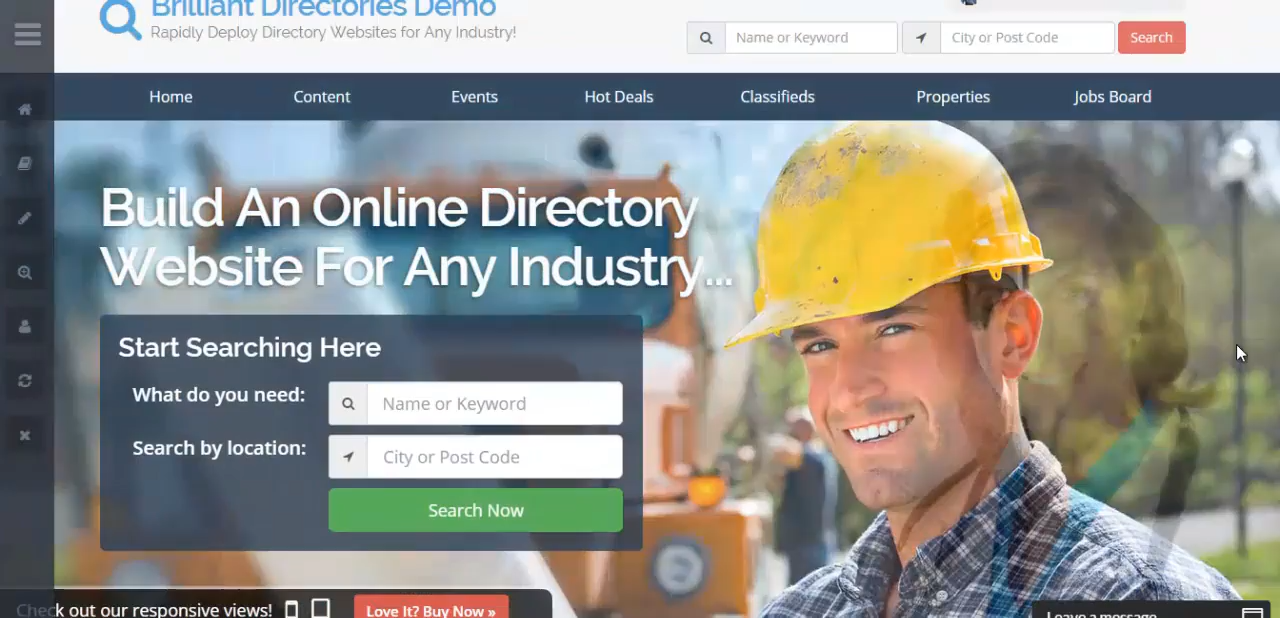 Brilliant Directories Demo
Rapidly Deploy Directory Websites for Any Industry!
Name or Keyword
City or Post Code
Search
Home
Content
Events
Hot Deals
Classifieds
Properties
Jobs Board
Build An Online Directory
Website For Any Industry...
Start Searching Here
What do you need:
Name or Keyword
Search by location:
City or Post Code
Search Now
Check out our responsive views!
Love It? Buy Now »
Leave a message